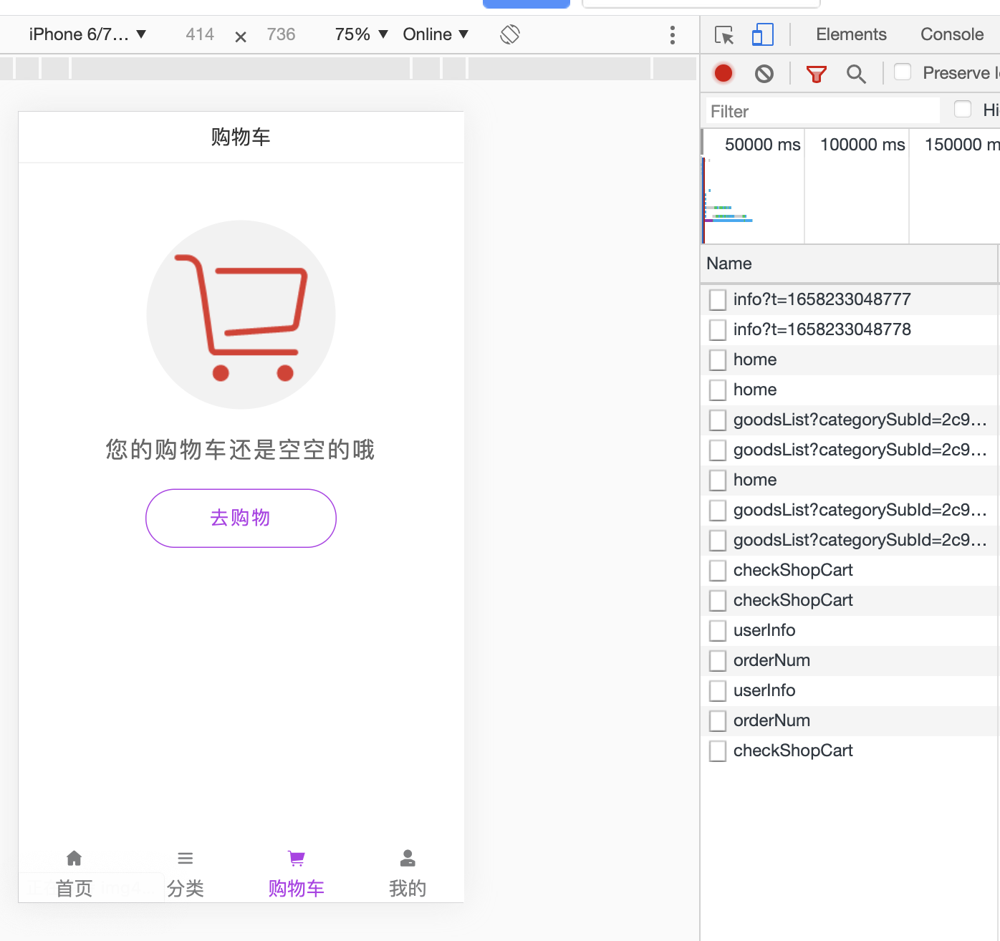 iPhone 6/7… ▼ 414 × 736 75% ▼ Online ▼
Elements Console
Preserve l
Filter
Hi
50000 ms 100000 ms 150000 m
Name
info?t=1658233048777
info?t=1658233048778
home
home
goodsList?categorySubId=2c9…
goodsList?categorySubId=2c9…
home
goodsList?categorySubId=2c9…
goodsList?categorySubId=2c9…
checkShopCart
checkShopCart
userInfo
orderNum
userInfo
orderNum
checkShopCart
购物车
您的购物车还是空空的哦
去购物
首页 分类 购物车 我的